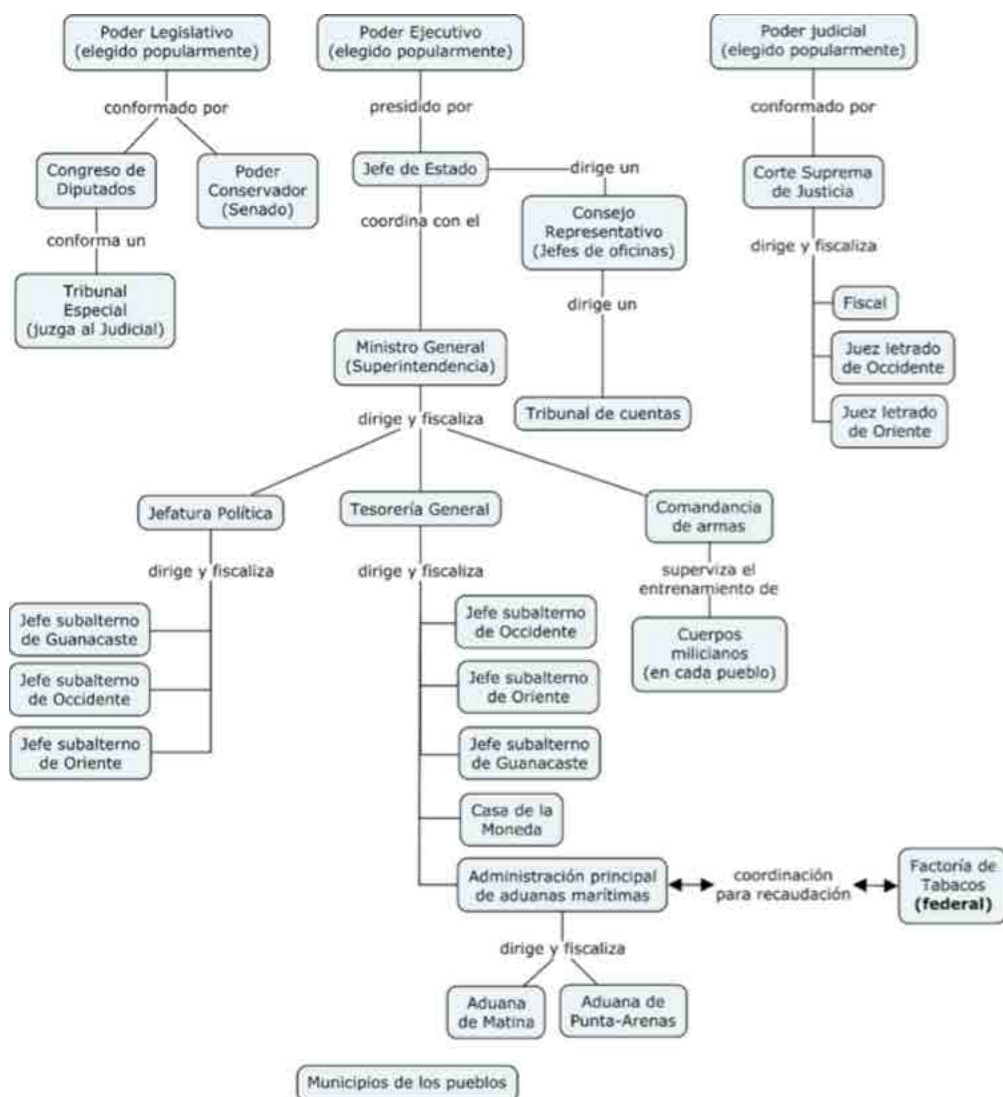 Poder Legislativo
(elegido popularmente)
Poder Ejecutivo
(elegido popularmente)
Poder Judicial
(elegido popularmente)
conformado por
presidido por
conformado por
Congreso de
Diputados
Poder
Conservador
(Senado)
Jefe de Estado
dirige un
Corte Suprema
de Justicia
conforma un
coordina con el
Consejo
Representativo
(Jefes de oficinas)
dirige y fiscaliza
Tribunal
Especial
(juzga al Judicial)
dirige un
Fiscal
Ministro General
(Superintendencia)
Juez letrado
de Occidente
Tribunal de cuentas
Juez letrado
de Oriente
dirige y fiscaliza
Jefatura Política
Tesorería General
Comandancia
de armas
dirige y fiscaliza
dirige y fiscaliza
superviza el
entrenamiento de
Jefe subalterno
de Guanacaste
Jefe subalterno
de Occidente
Cuerpos
milicianos
(en cada pueblo)
Jefe subalterno
de Occidente
Jefe subalterno
de Oriente
Jefe subalterno
de Oriente
Jefe subalterno
de Guanacaste
Casa de la
Moneda
Administración principal
de aduanas marítimas
coordinación
para recaudación
Factoría de
Tabacos
(federal)
dirige y fiscaliza
Aduana
de Matina
Aduana de
Punta-Arenas
Municipios de los pueblos